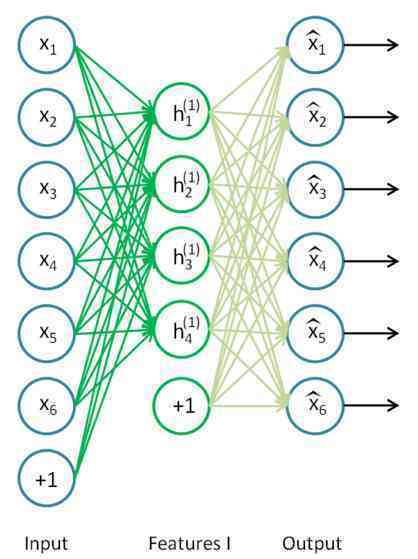 x₁ h₁⁽¹⁾ x̂₁
x₂ h₂⁽¹⁾ x̂₂
x₃ h₃⁽¹⁾ x̂₃
x₄ h₄⁽¹⁾ x̂₄
x₅ x̂₅
x₆ +1 x̂₆
+1
Input Features I Output